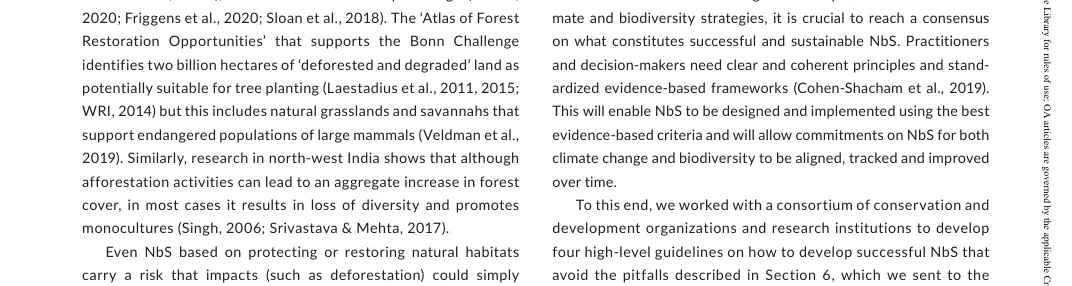 2020; Friggens et al., 2020; Sloan et al., 2018). The ‘Atlas of Forest
Restoration Opportunities’ that supports the Bonn Challenge
identifies two billion hectares of ‘deforested and degraded’ land as
potentially suitable for tree planting (Laestadius et al., 2011, 2015;
WRI, 2014) but this includes natural grasslands and savannahs that
support endangered populations of large mammals (Veldman et al.,
2019). Similarly, research in north-west India shows that although
afforestation activities can lead to an aggregate increase in forest
cover, in most cases it results in loss of diversity and promotes
monocultures (Singh, 2006; Srivastava & Mehta, 2017).
Even NbS based on protecting or restoring natural habitats
carry a risk that impacts (such as deforestation) could simply
mate and biodiversity strategies, it is crucial to reach a consensus
on what constitutes successful and sustainable NbS. Practitioners
and decision-makers need clear and coherent principles and stand-
ardized evidence-based frameworks (Cohen-Shacham et al., 2019).
This will enable NbS to be designed and implemented using the best
evidence-based criteria and will allow commitments on NbS for both
climate change and biodiversity to be aligned, tracked and improved
over time.
To this end, we worked with a consortium of conservation and
development organizations and research institutions to develop
four high-level guidelines on how to develop successful NbS that
avoid the pitfalls described in Section 6, which we sent to the
Library for rules of use; OA articles are governed by the applicable